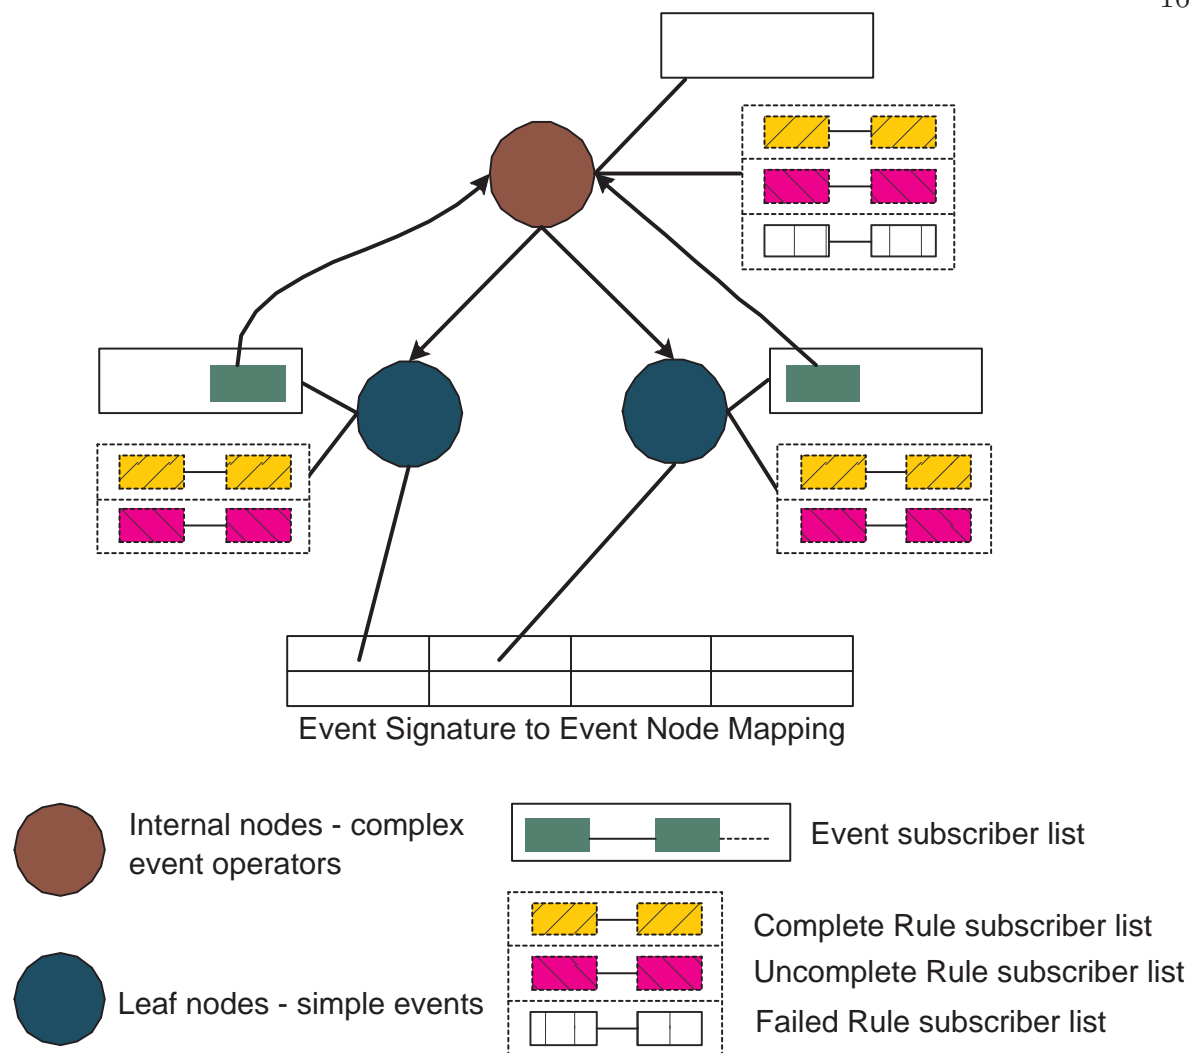 16
Event Signature to Event Node Mapping
Internal nodes - complex
event operators
Event subscriber list
Complete Rule subscriber list
Uncomplete Rule subscriber list
Leaf nodes - simple events
Failed Rule subscriber list